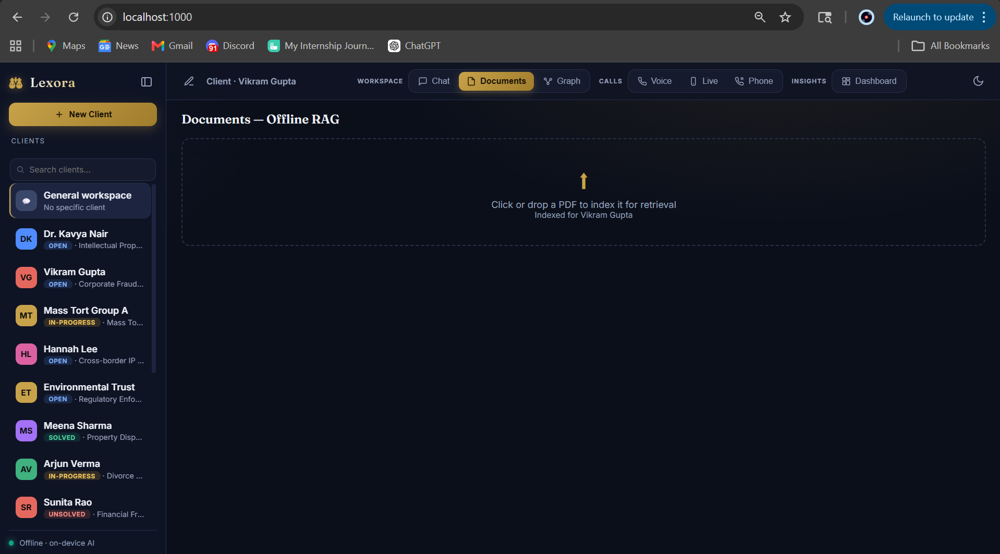 localhost:1000
Relaunch to update
Maps
News
Gmail
91
Discord
My Internship Journ...
ChatGPT
All Bookmarks
Lexora
Client · Vikram Gupta
WORKSPACE
Chat
Documents
Graph
CALLS
Voice
Live
Phone
INSIGHTS
Dashboard
+ New Client
CLIENTS
Search clients...
General workspace
No specific client
DK
Dr. Kavya Nair
OPEN · Intellectual Prop...
VG
Vikram Gupta
OPEN · Corporate Fraud...
MT
Mass Tort Group A
IN-PROGRESS · Mass To...
HL
Hannah Lee
OPEN · Cross-border IP ...
ET
Environmental Trust
OPEN · Regulatory Enfo...
MS
Meena Sharma
SOLVED · Property Disp...
AV
Arjun Verma
IN-PROGRESS · Divorce ...
SR
Sunita Rao
UNSOLVED · Financial Fr...
Offline · on-device AI
Documents — Offline RAG
Click or drop a PDF to index it for retrieval
Indexed for Vikram Gupta